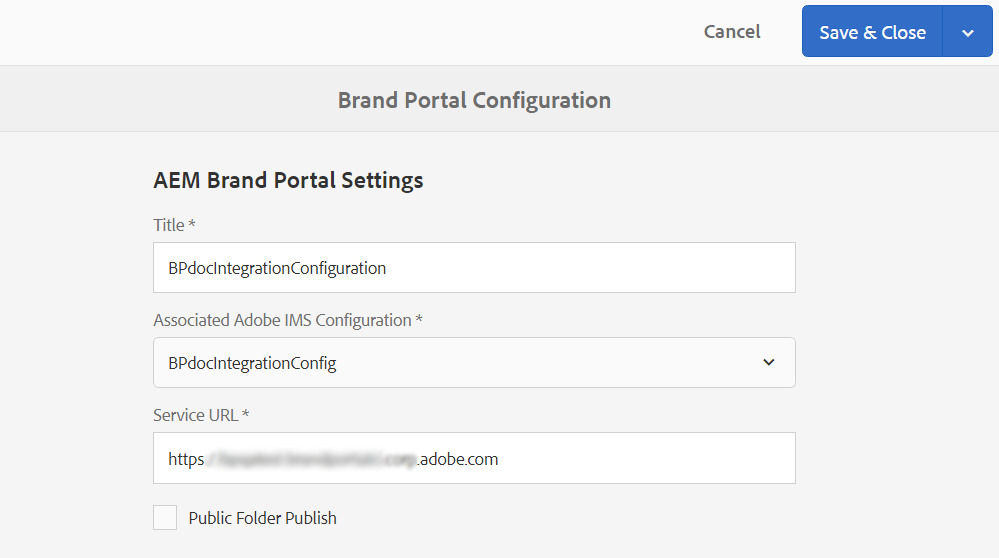 Cancel
Save & Close
Brand Portal Configuration
AEM Brand Portal Settings
Title *
BPdocIntegrationConfiguration
Associated Adobe IMS Configuration *
BPdocIntegrationConfig
Service URL *
https .adobe.com
Public Folder Publish